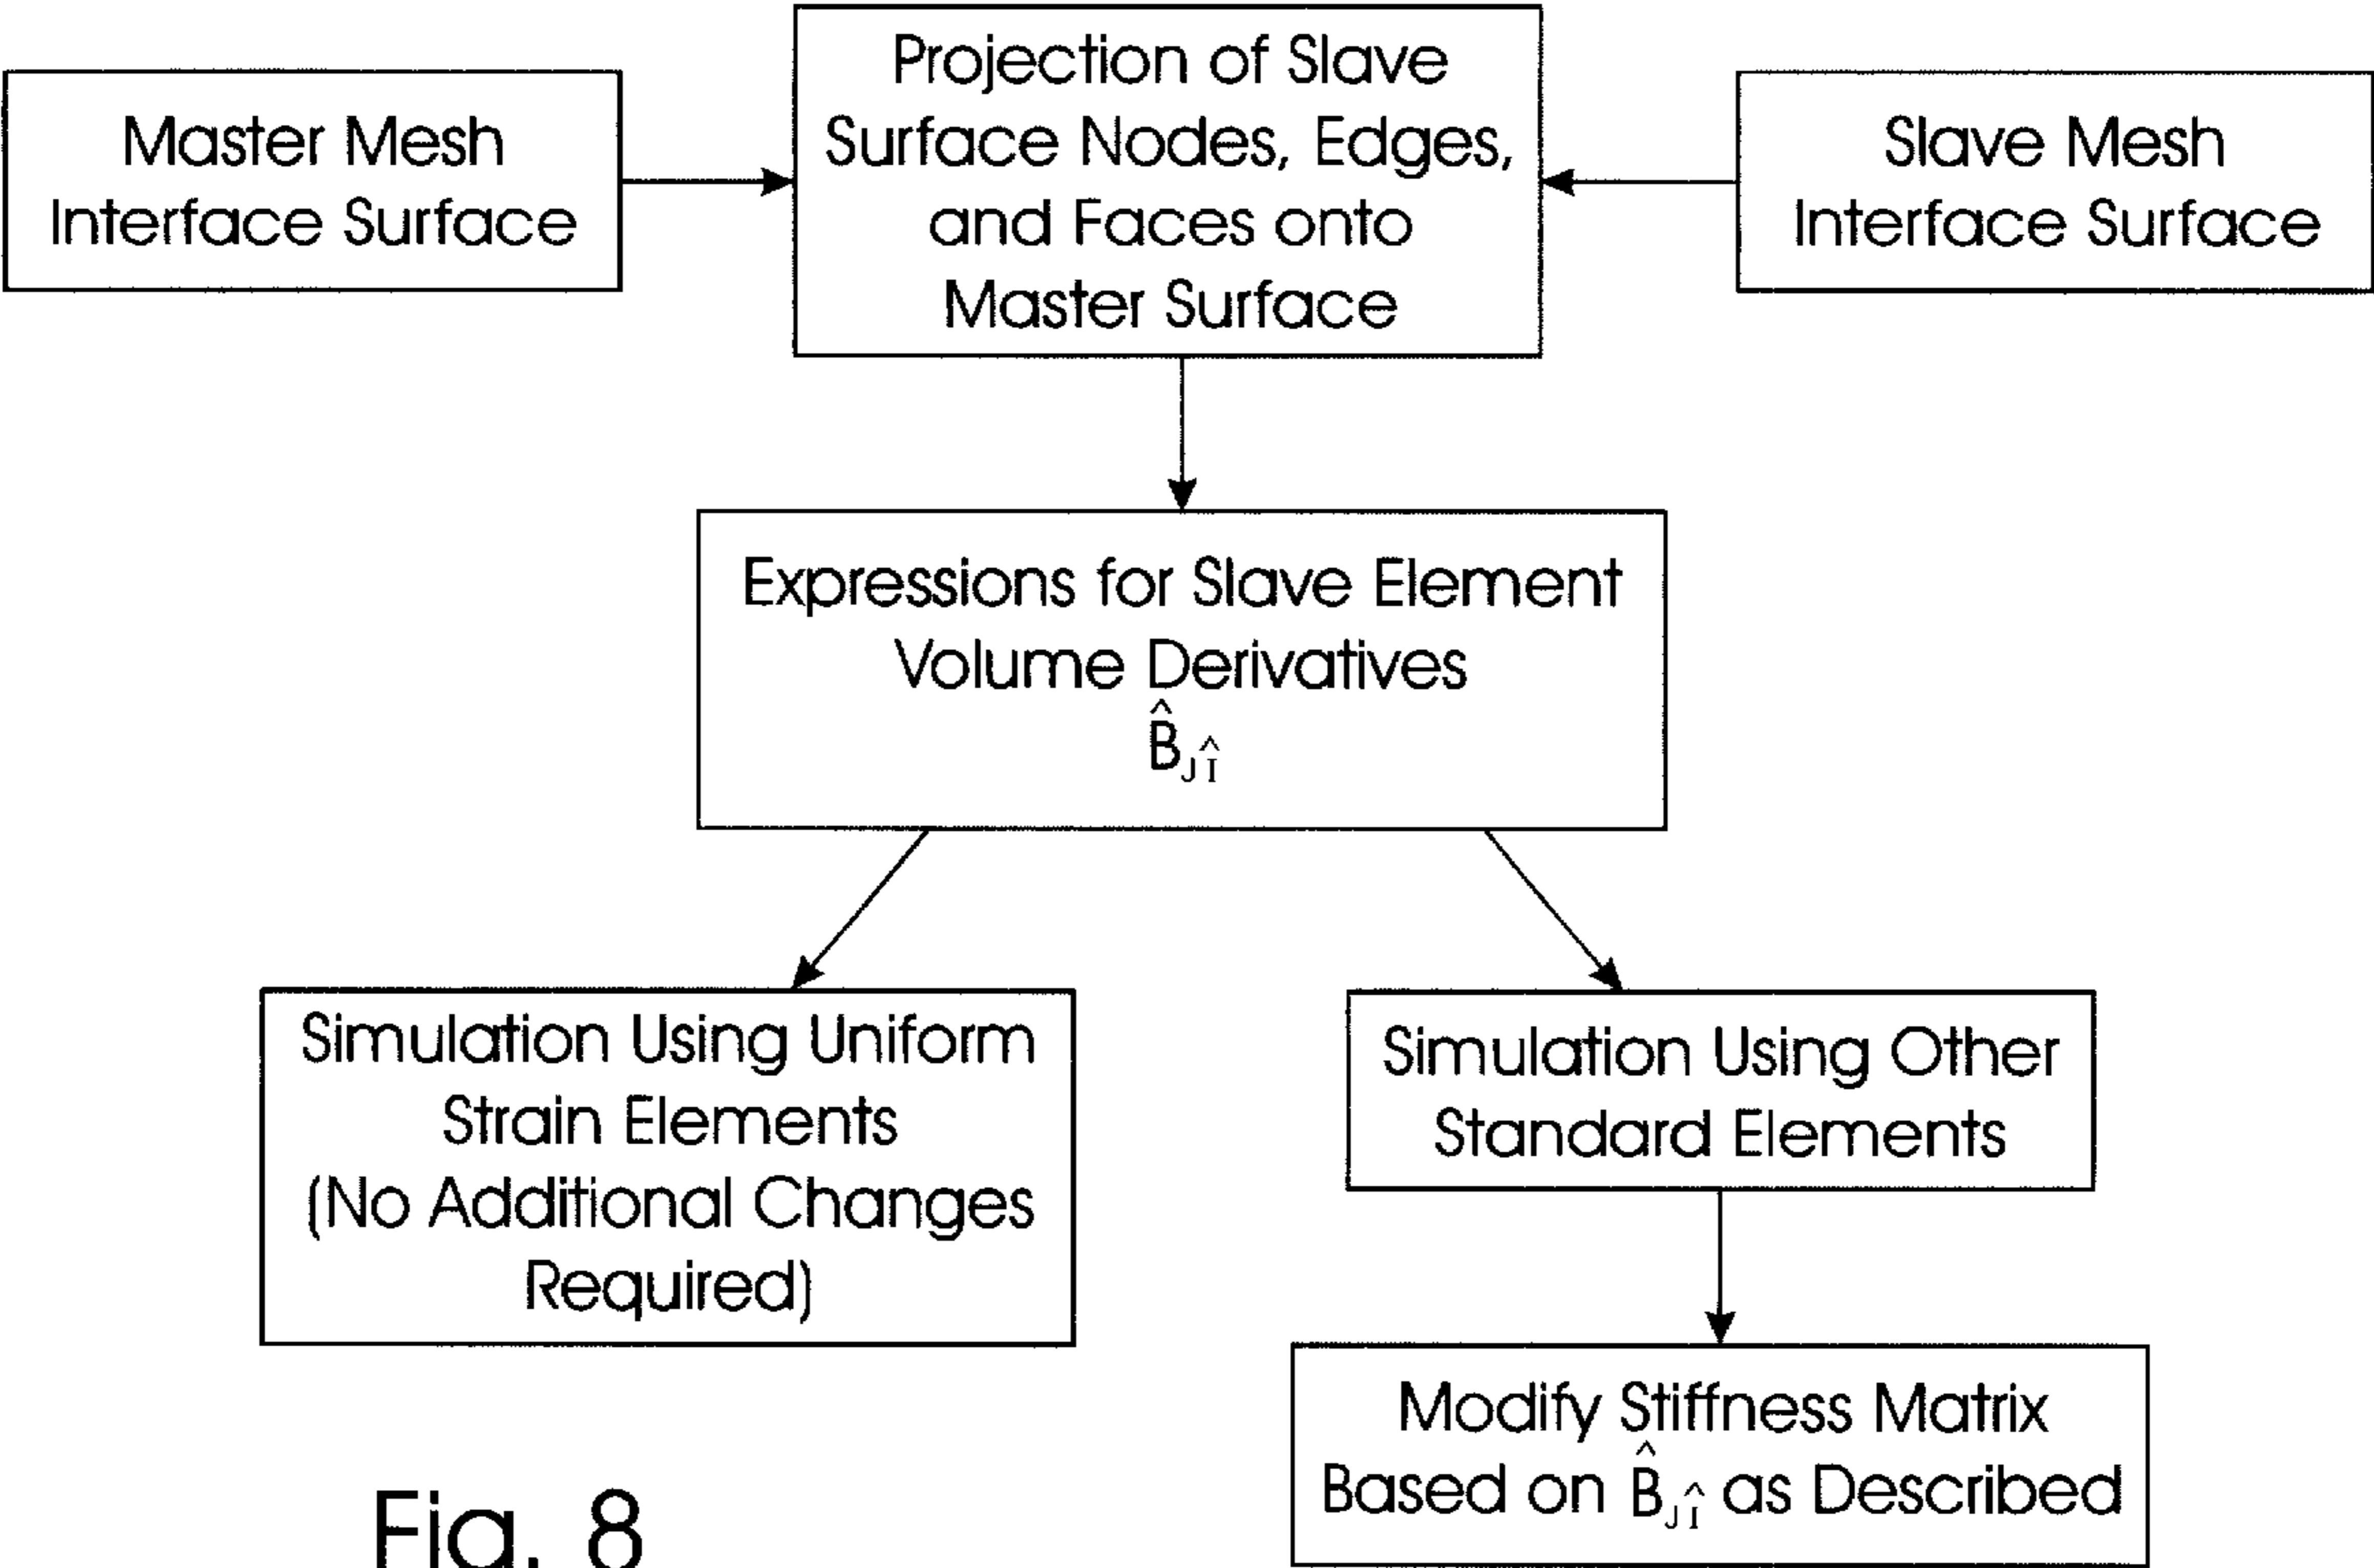 Master Mesh
Interface Surface
Projection of Slave
Surface Nodes, Edges,
and Faces onto
Master Surface
Slave Mesh
Interface Surface
Expressions for Slave Element
Volume Derivatives
B̂_JÎ
Simulation Using Uniform
Strain Elements
(No Additional Changes
Required)
Simulation Using Other
Standard Elements
Modify Stiffness Matrix
Based on B̂_JÎ as Described
Fig. 8